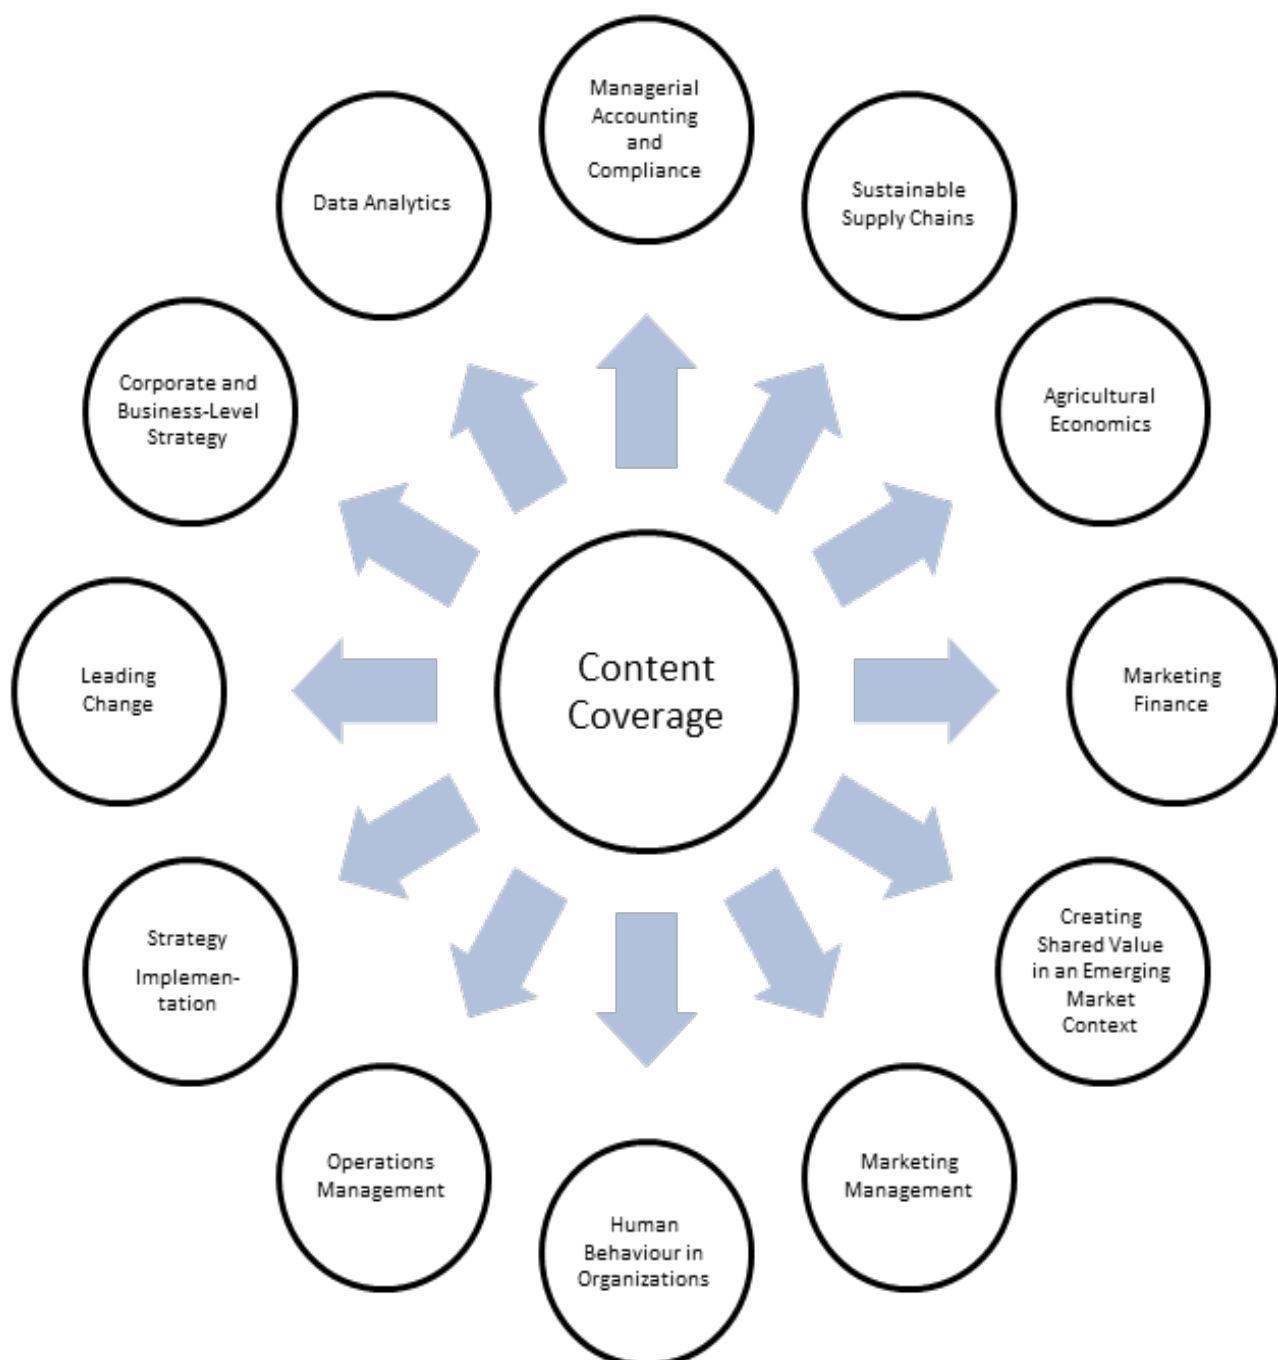 Managerial
Accounting
and
Compliance
Sustainable
Supply Chains
Agricultural
Economics
Marketing
Finance
Creating
Shared Value
in an Emerging
Market
Context
Marketing
Management
Human
Behaviour in
Organizations
Operations
Management
Strategy
Implemen-
tation
Leading
Change
Corporate and
Business-Level
Strategy
Data Analytics
Content
Coverage